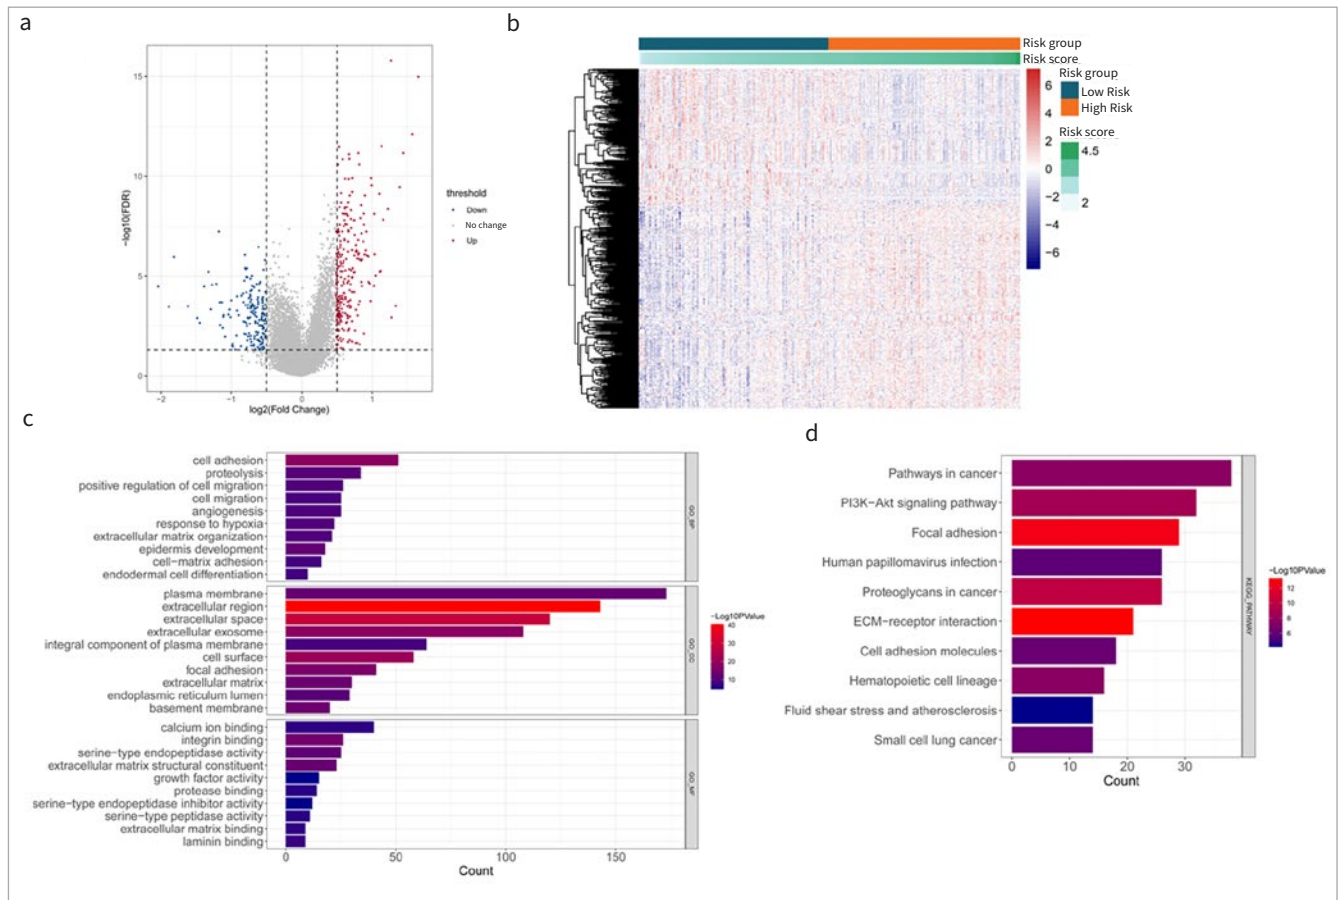 a
15
10
5
0
−log10(FDR)
−2
−1
0
1
log2(Fold Change)
threshold
Down
No change
Up
b
Risk group
Risk score
6
4
2
0
−2
−4
−6
Risk group
Low Risk
High Risk
Risk score
4.5
2
c
cell adhesion
proteolysis
positive regulation of cell migration
cell migration
angiogenesis
response to hypoxia
extracellular matrix organization
epidermis development
cell−matrix adhesion
endodermal cell differentiation
GO_BP
plasma membrane
extracellular region
extracellular space
extracellular exosome
integral component of plasma membrane
cell surface
focal adhesion
extracellular matrix
endoplasmic reticulum lumen
basement membrane
GO_CC
calcium ion binding
integrin binding
serine−type endopeptidase activity
extracellular matrix structural constituent
growth factor activity
protease binding
serine−type endopeptidase inhibitor activity
serine−type peptidase activity
extracellular matrix binding
laminin binding
GO_MF
0
50
100
150
Count
−Log10PValue
40
30
20
10
d
Pathways in cancer
PI3K−Akt signaling pathway
Focal adhesion
Human papillomavirus infection
Proteoglycans in cancer
ECM−receptor interaction
Cell adhesion molecules
Hematopoietic cell lineage
Fluid shear stress and atherosclerosis
Small cell lung cancer
KEGG_PATHWAY
0
10
20
30
Count
−Log10PValue
12
10
8
6